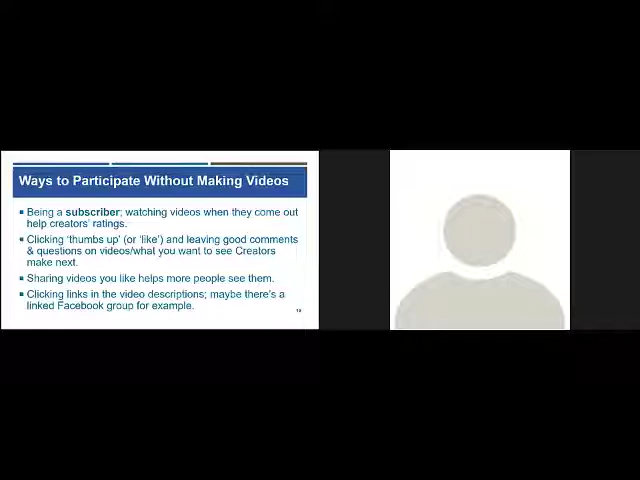 Ways to Participate Without Making Videos
▪ Being a subscriber; watching videos when they come out
help creators' ratings.
▪ Clicking 'thumbs up' (or 'like') and leaving good comments
& questions on videos/what you want to see Creators
make next.
▪ Sharing videos you like helps more people see them.
▪ Clicking links in the video descriptions; maybe there's a
linked Facebook group for example.